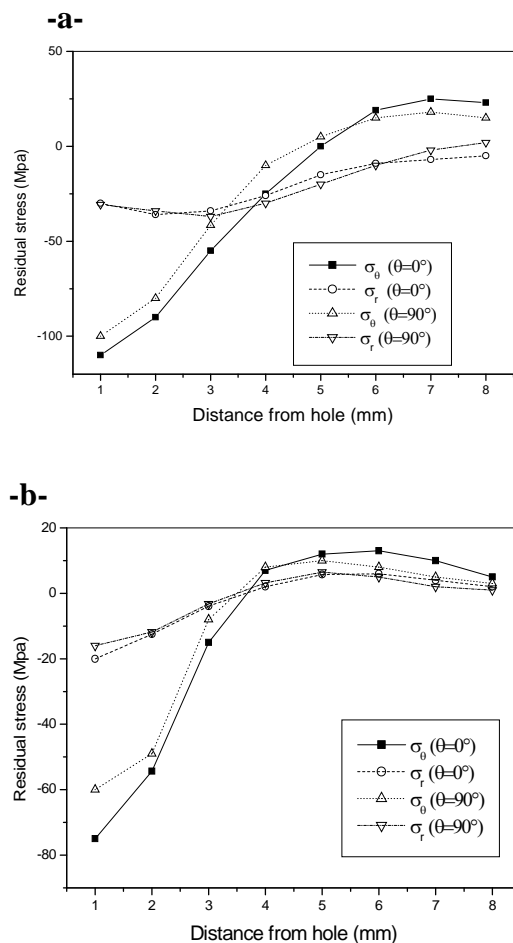 -a-
50
0
-50
-100
Residual stress (Mpa)
σθ (θ=0°)
σr (θ=0°)
σθ (θ=90°)
σr (θ=90°)
1 2 3 4 5 6 7 8
Distance from hole (mm)
-b-
20
0
-20
-40
-60
-80
Residual stress (Mpa)
σθ (θ=0°)
σr (θ=0°)
σθ (θ=90°)
σr (θ=90°)
1 2 3 4 5 6 7 8
Distance from hole (mm)